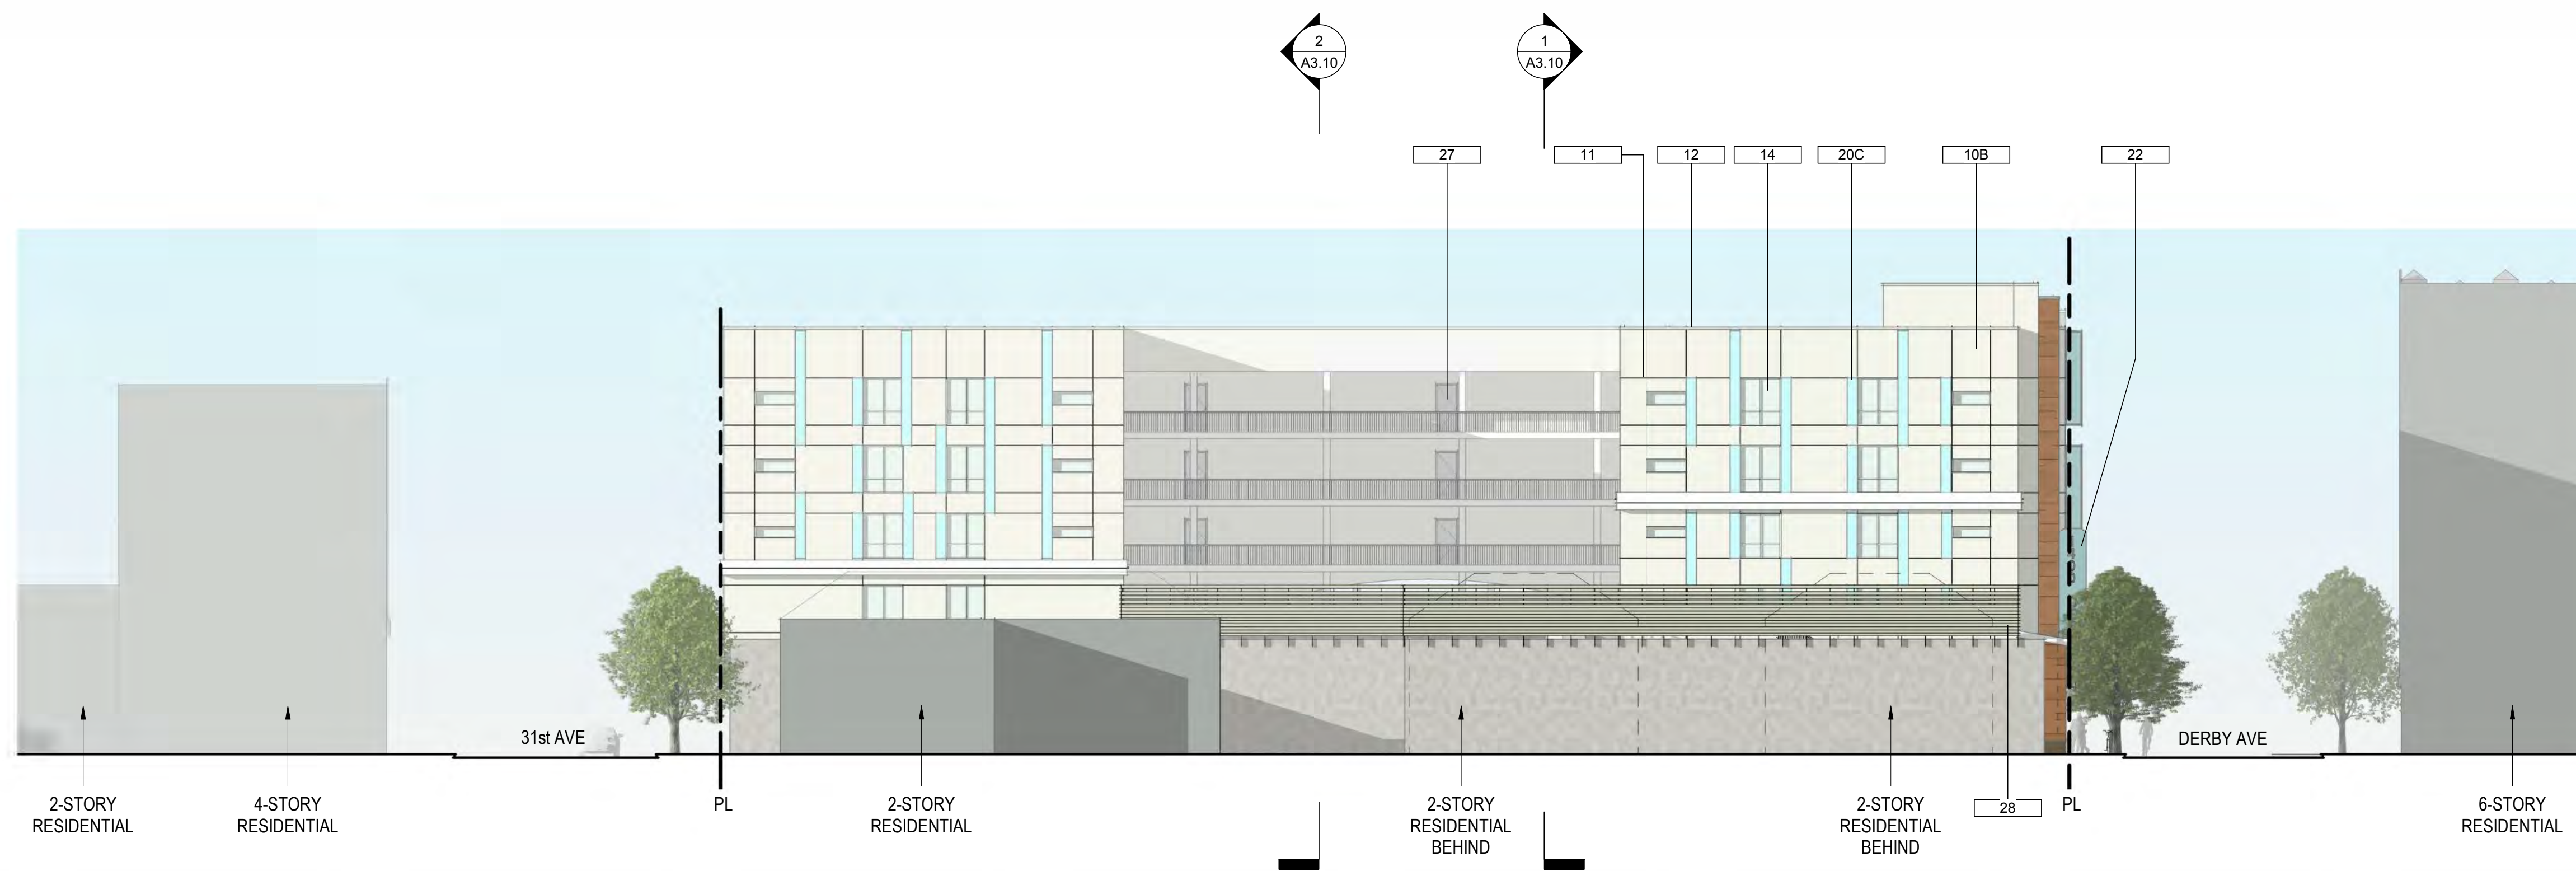 2
A3.10
1
A3.10
27
11
12
14
20C
10B
22
31st AVE
DERBY AVE
2-STORY
RESIDENTIAL
4-STORY
RESIDENTIAL
PL
2-STORY
RESIDENTIAL
2-STORY
RESIDENTIAL
BEHIND
2-STORY
RESIDENTIAL
BEHIND
28
PL
6-STORY
RESIDENTIAL